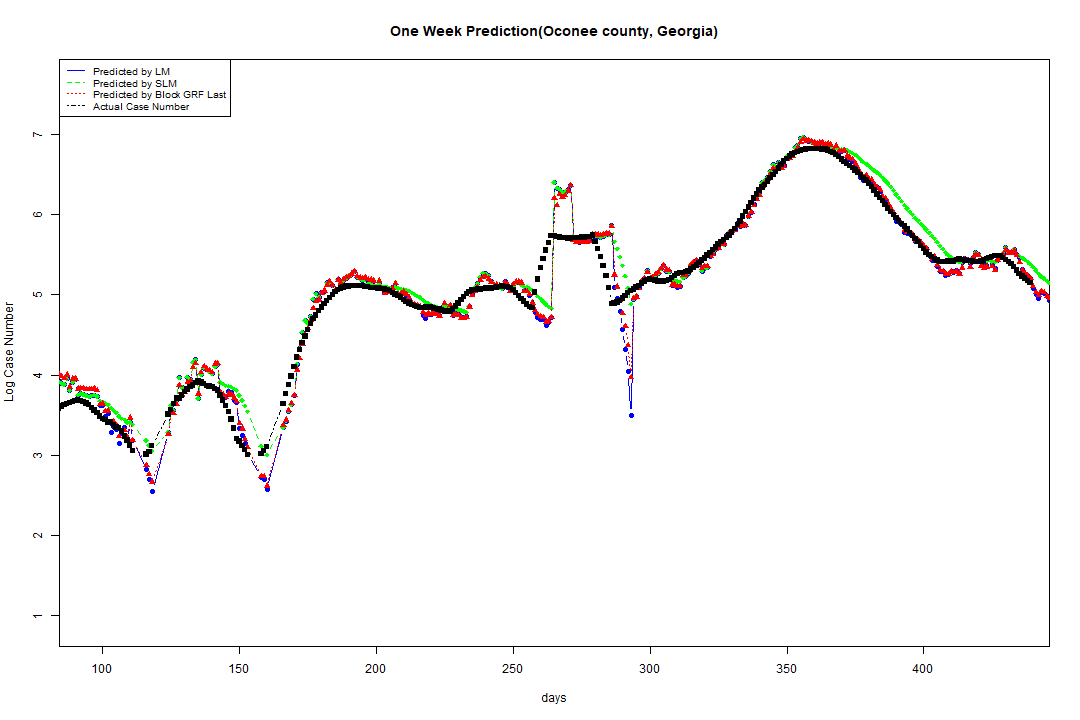 One Week Prediction(Oconee county, Georgia)
Predicted by LM
Predicted by SLM
Predicted by Block GRF Last
Actual Case Number
7
6
5
4
3
2
1
Log Case Number
100 150 200 250 300 350 400
days